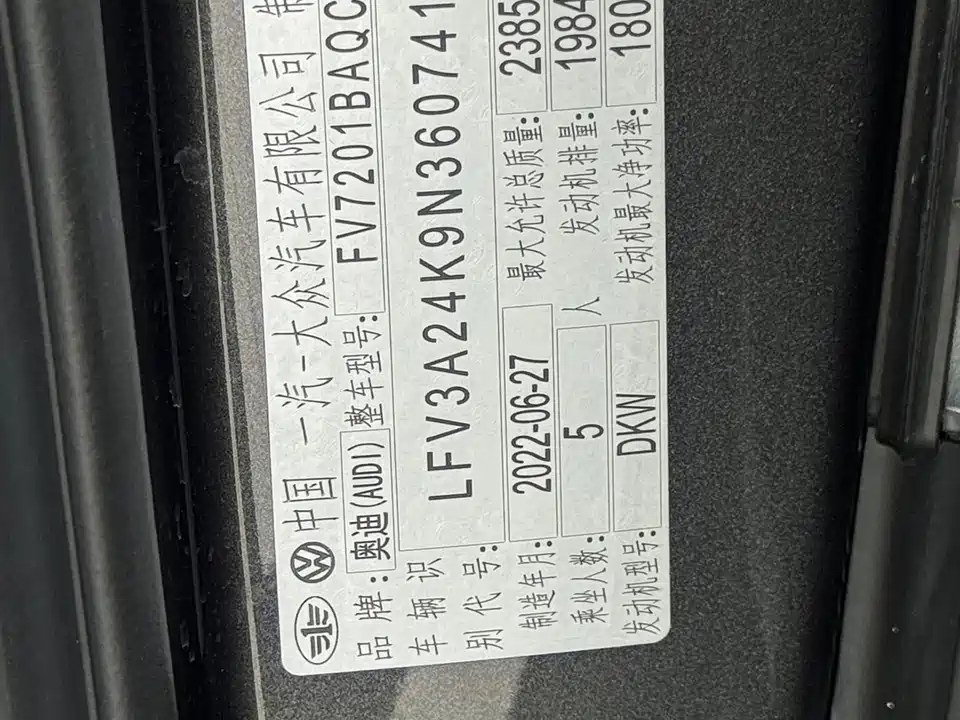 中国 一汽-大众汽车有限公司 制
品牌: 奥迪(AUDI) 整车型号: FV7201BAQC
车辆识别代号: LFV3A24K9N360741
制造年月: 2022-06-27 最大允许总质量: 2385
乘坐人数: 5 人 发动机排量: 1984
发动机型号: DKW 发动机最大净功率: 180